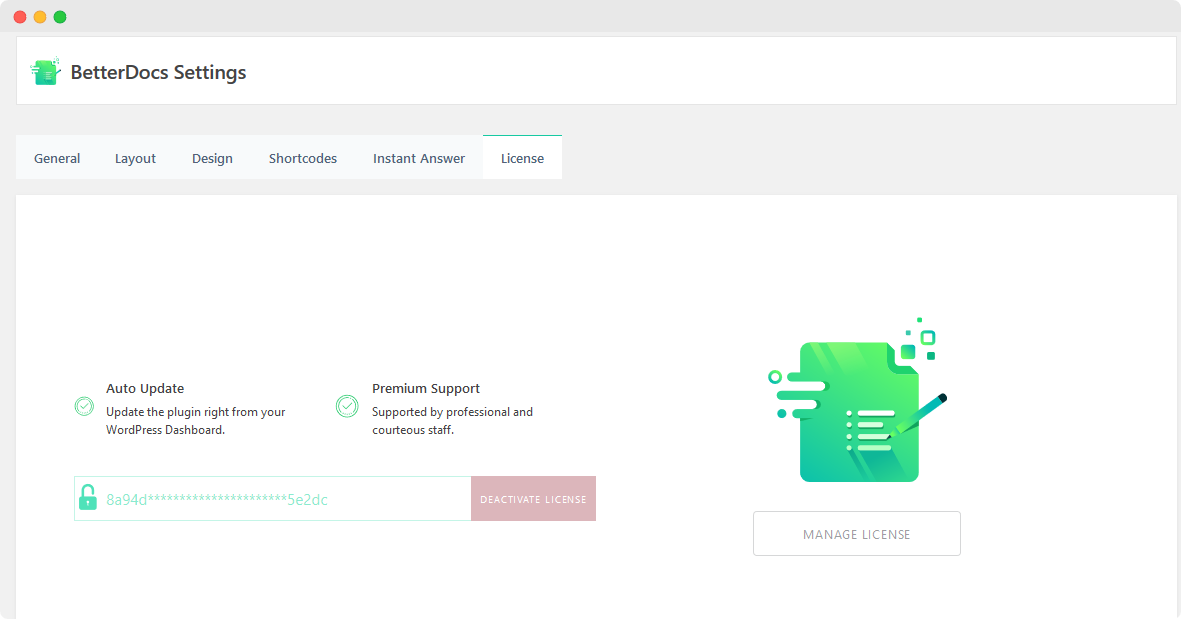 BetterDocs Settings
General
Layout
Design
Shortcodes
Instant Answer
License
Auto Update
Update the plugin right from your
WordPress Dashboard.
Premium Support
Supported by professional and
courteous staff.
8a94d**********************5e2dc
DEACTIVATE LICENSE
MANAGE LICENSE